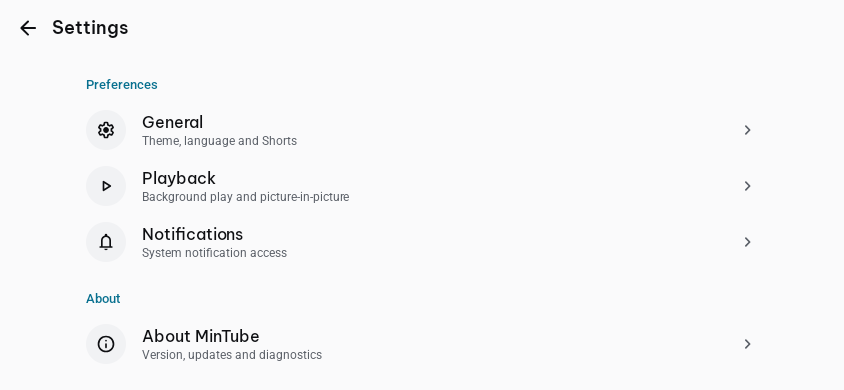 Settings
Preferences
General
Theme, language and Shorts
Playback
Background play and picture-in-picture
Notifications
System notification access
About
About MinTube
Version, updates and diagnostics